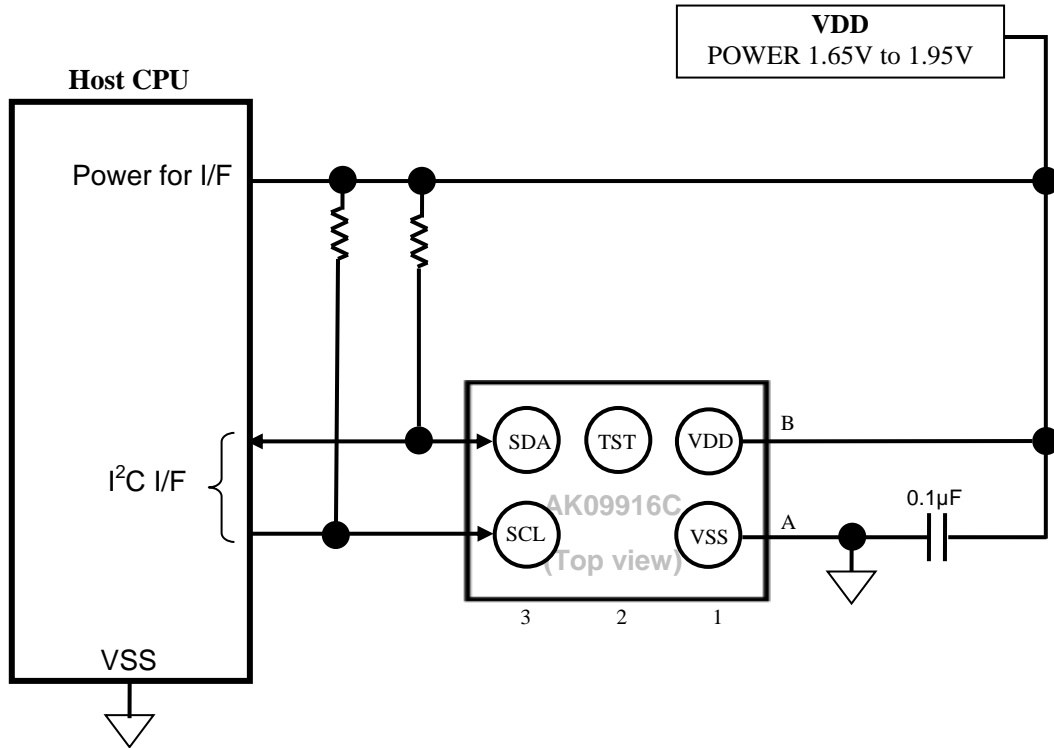 VDD
POWER 1.65V to 1.95V
Host CPU
Power for I/F
I²C I/F
SDA
TST
VDD
B
AK09916C
0.1µF
SCL
VSS
A
(Top view)
3
2
1
VSS